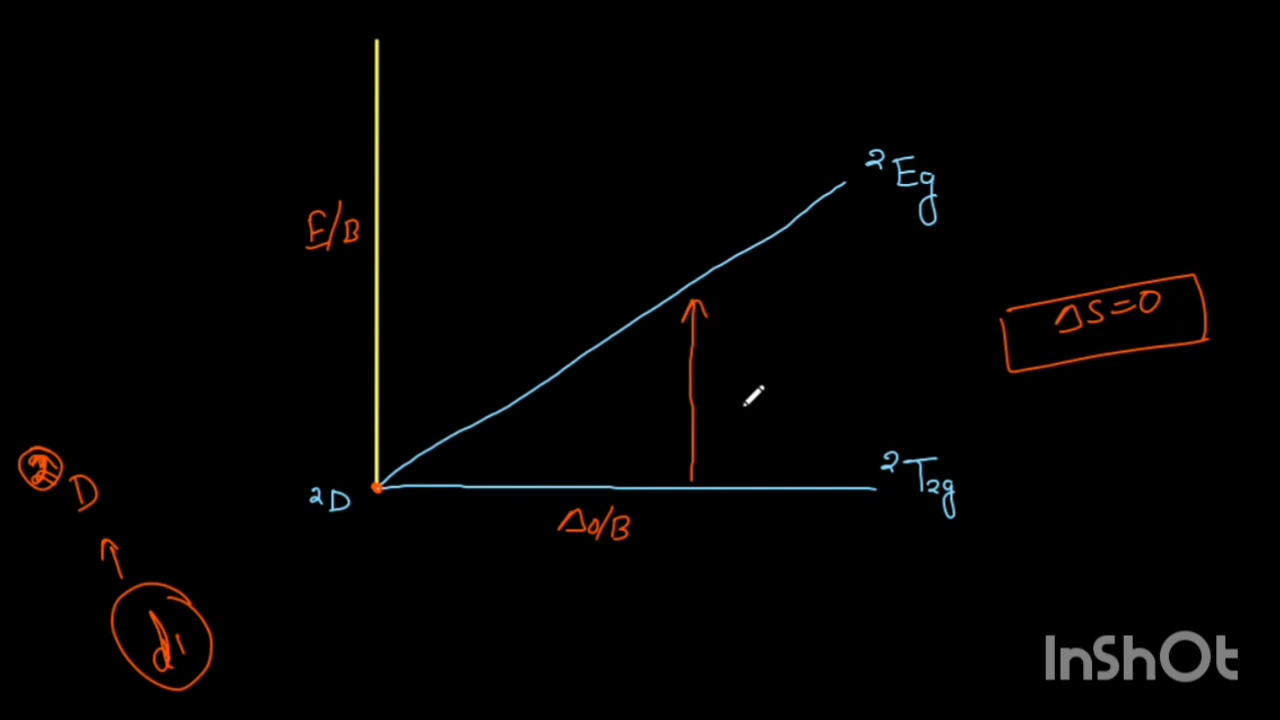 ²Eg
E/B
ΔS=0
²T₂g
²D
²D
Δo/B
d¹
InShOt